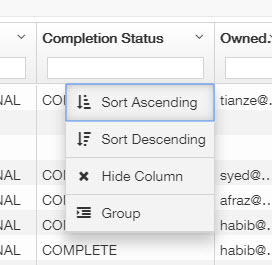 Completion Status Owned.
NAL CO tianze@...
Sort Ascending
Sort Descending
NAL CO syed@...
Hide Column
NAL CO afraz@...
Group
NAL CO habib@...
NAL COMPLETE habib@...